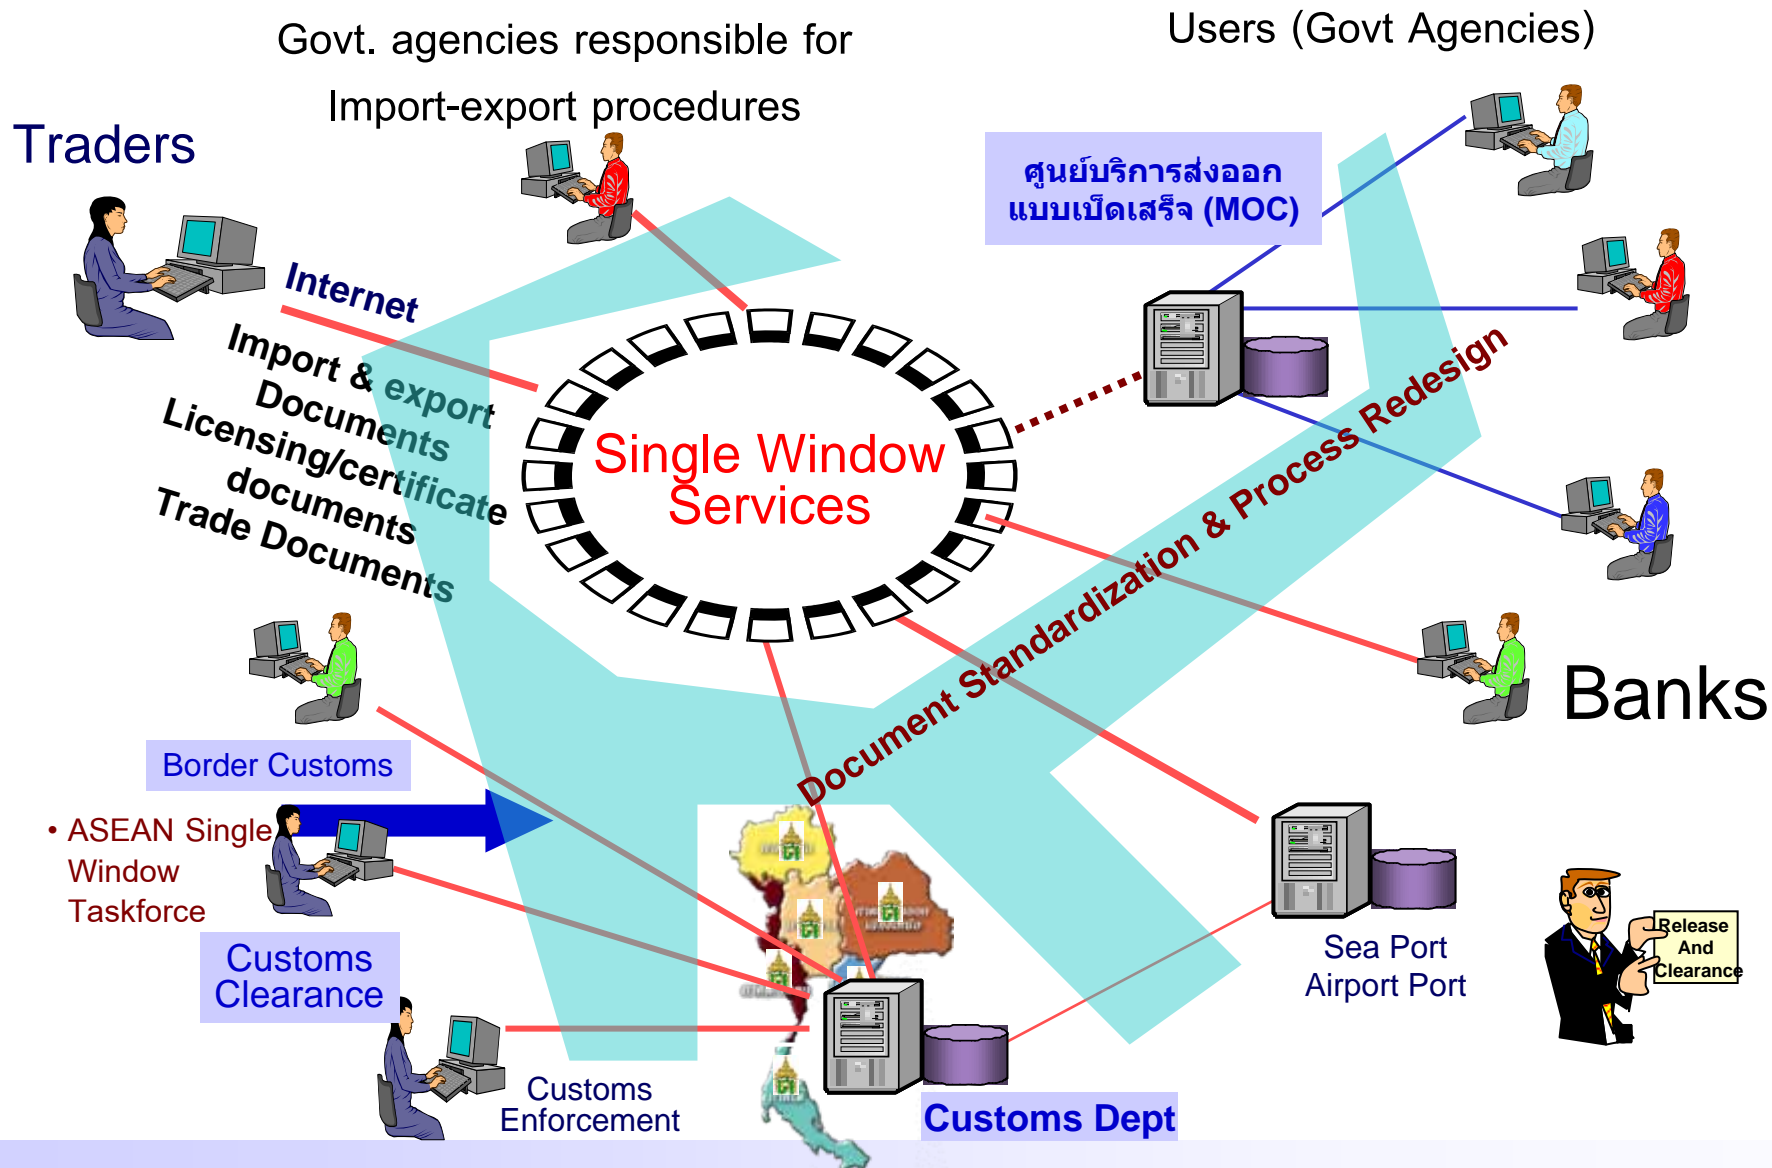 Govt. agencies responsible for
Import-export procedures
Users (Govt Agencies)
Traders
ศูนย์บริการส่งออก
แบบเบ็ดเสร็จ (MOC)
Internet
Import & export
Documents
Licensing/certificate
documents
Trade Documents
Single Window
Services
Document Standardization & Process Redesign
Banks
Border Customs
• ASEAN Single
Window
Taskforce
Customs
Clearance
Sea Port
Airport Port
Release
And
Clearance
Customs
Enforcement
Customs Dept